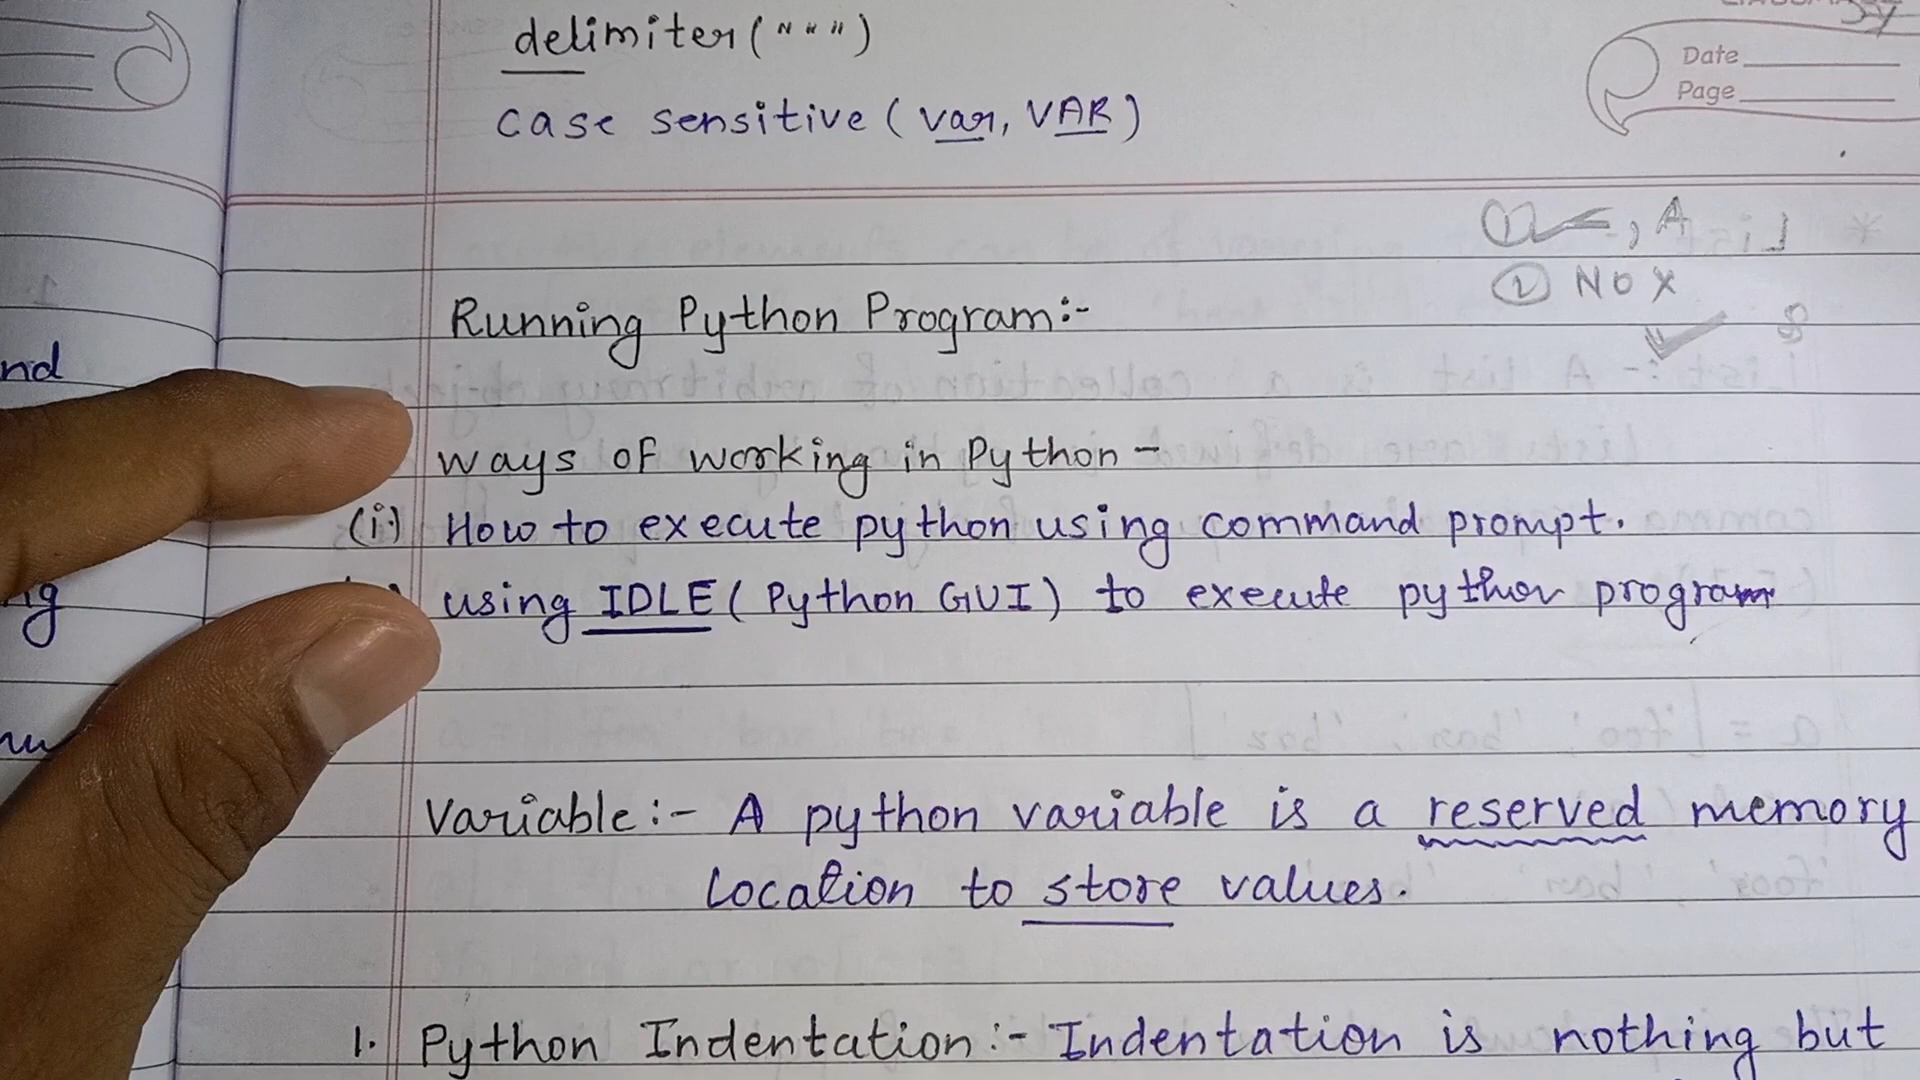 delimiter(" " ")
case sensitive (var, VAR)
Date
Page
, A
② NO X
Running Python Program:-
ways of working in Python -
(i) How to execute python using command prompt.
using IDLE (Python GUI) to execute python program
Variable:- A python variable is a reserved memory
location to store values.
1. Python Indentation:- Indentation is nothing but
nd
ng